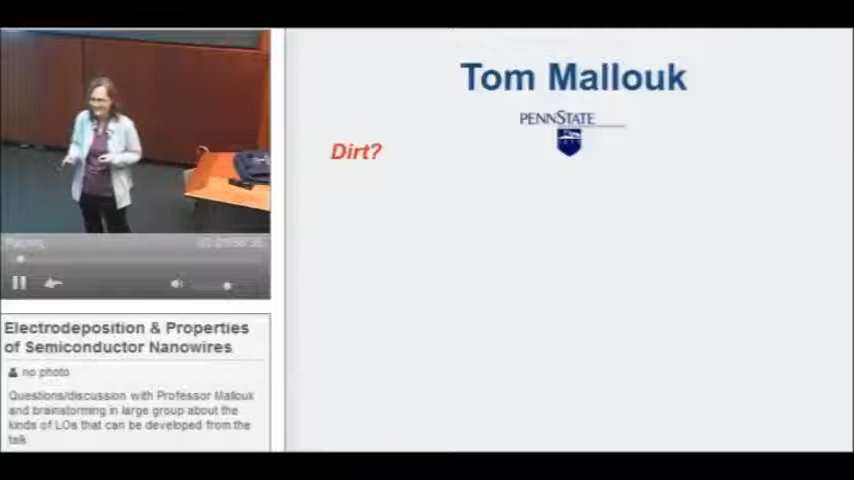 Tom Mallouk
PENNSTATE
Dirt?
Electrodeposition & Properties
of Semiconductor Nanowires
no photo
Questions/discussion with Professor Mallouk
and brainstorming in large group about the
kinds of LOs that can be developed from the
talk